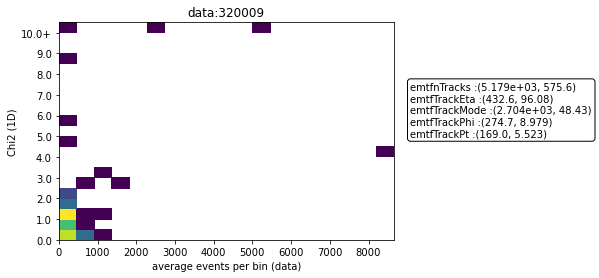 data:320009
10.0+
9.0
8.0
7.0
6.0
5.0
4.0
3.0
2.0
1.0
0.0
Chi2 (1D)
0 1000 2000 3000 4000 5000 6000 7000 8000
average events per bin (data)
emtfnTracks :(5.179e+03, 575.6)
emtfTrackEta :(432.6, 96.08)
emtfTrackMode :(2.704e+03, 48.43)
emtfTrackPhi :(274.7, 8.979)
emtfTrackPt :(169.0, 5.523)